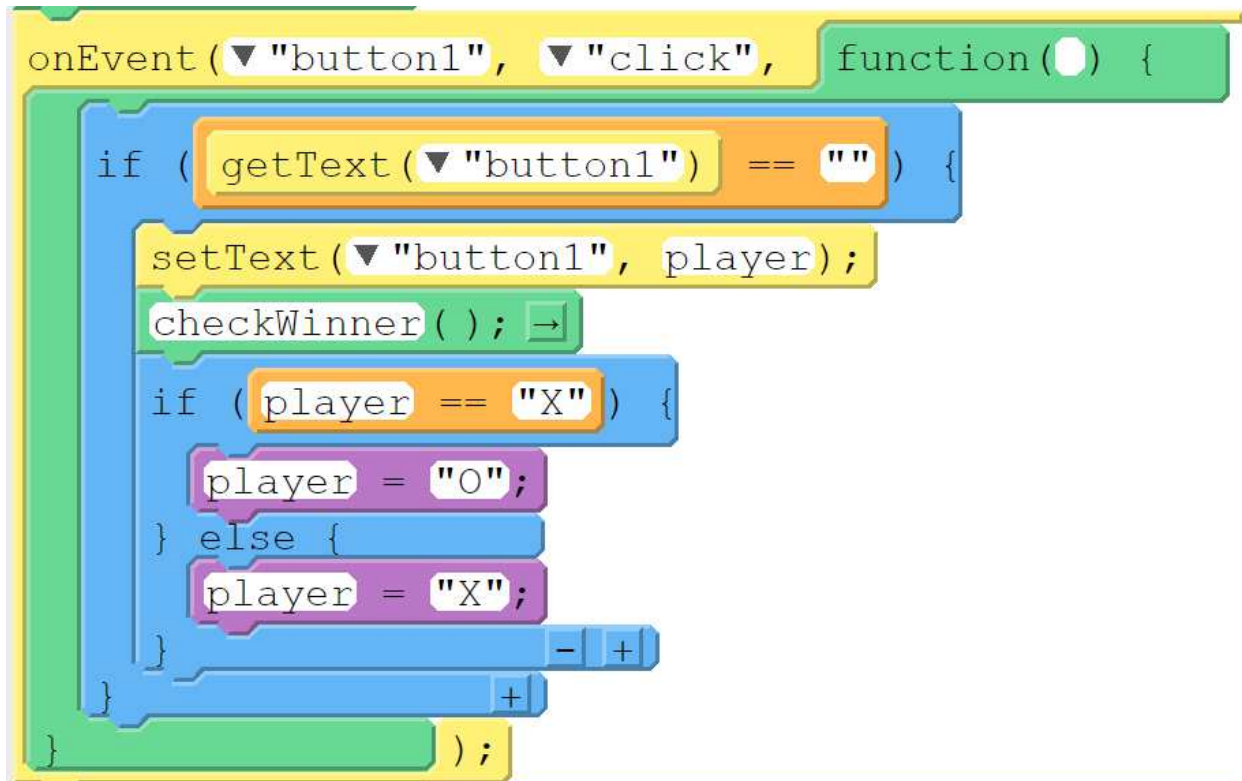 onEvent(▼"button1", ▼"click", function( ) {
if (getText(▼"button1") == "") {
setText(▼"button1", player);
checkWinner(); →
if (player == "X") {
player = "O";
} else {
player = "X";
} - +
} +
} );